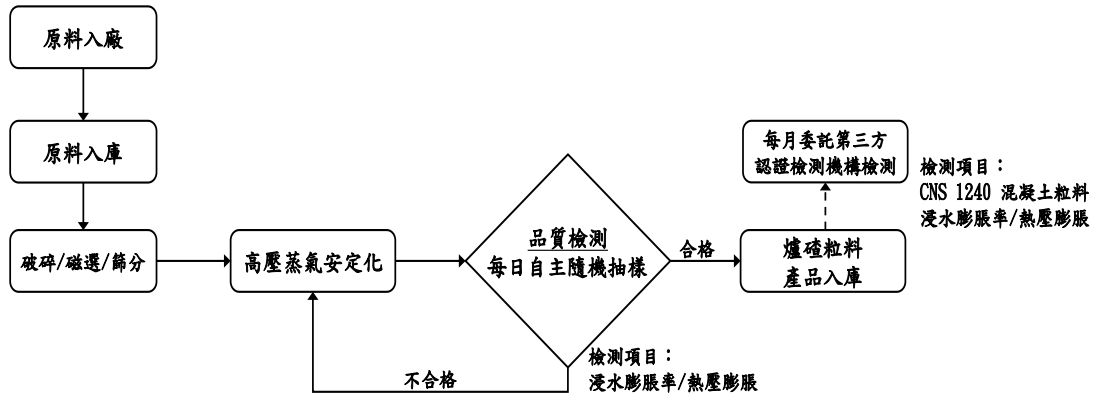 原料入廠
原料入庫
破碎/磁選/篩分
高壓蒸氣安定化
品質檢測
每日自主隨機抽樣
合格
不合格
檢測項目：
浸水膨脹率/熱壓膨脹
爐碴粒料
產品入庫
每月委託第三方
認證檢測機構檢測
檢測項目：
CNS 1240 混凝土粒料
浸水膨脹率/熱壓膨脹